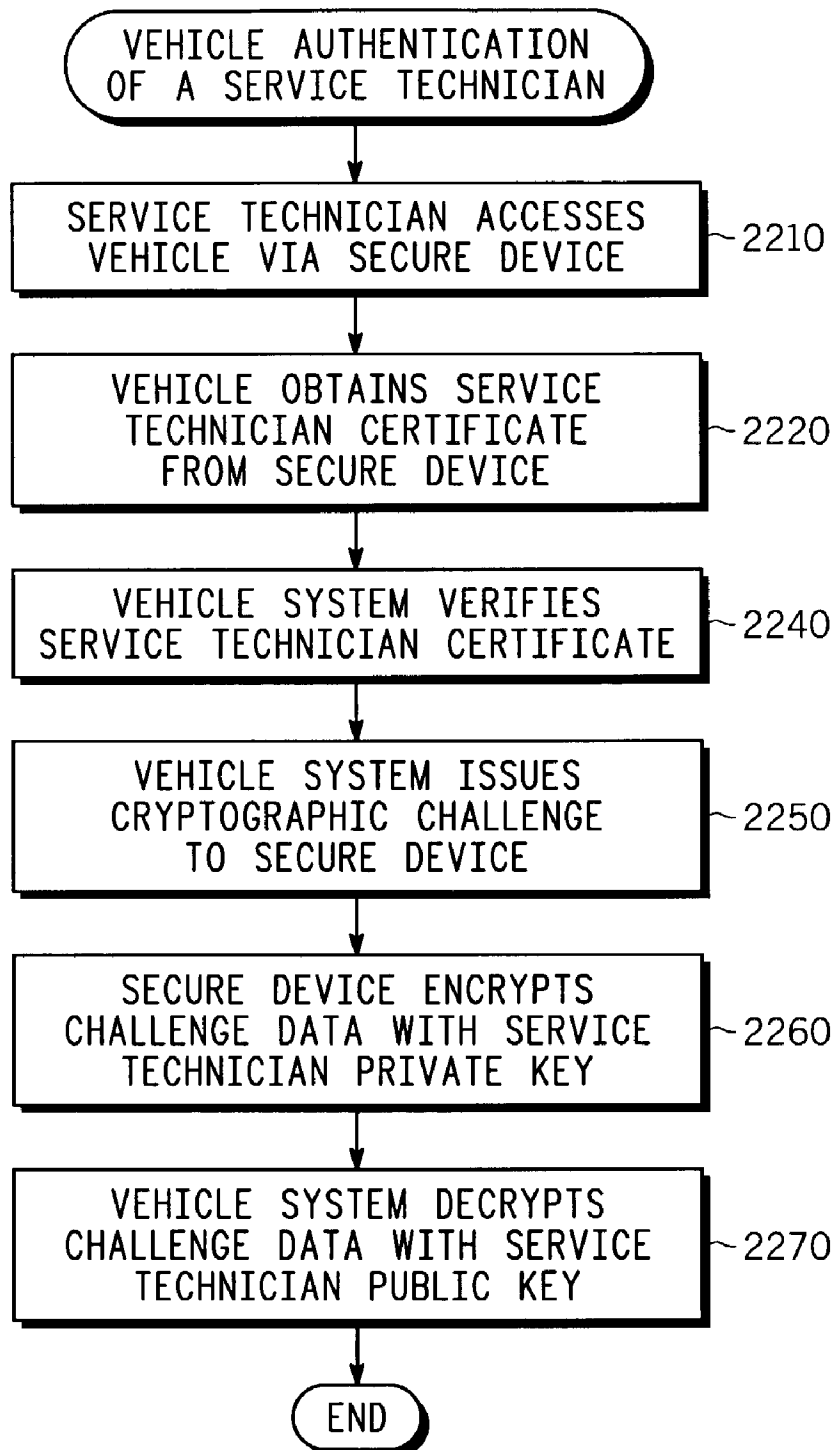 VEHICLE AUTHENTICATION
OF A SERVICE TECHNICIAN
SERVICE TECHNICIAN ACCESSES
VEHICLE VIA SECURE DEVICE
2210
VEHICLE OBTAINS SERVICE
TECHNICIAN CERTIFICATE
FROM SECURE DEVICE
2220
VEHICLE SYSTEM VERIFIES
SERVICE TECHNICIAN CERTIFICATE
2240
VEHICLE SYSTEM ISSUES
CRYPTOGRAPHIC CHALLENGE
TO SECURE DEVICE
2250
SECURE DEVICE ENCRYPTS
CHALLENGE DATA WITH SERVICE
TECHNICIAN PRIVATE KEY
2260
VEHICLE SYSTEM DECRYPTS
CHALLENGE DATA WITH SERVICE
TECHNICIAN PUBLIC KEY
2270
END